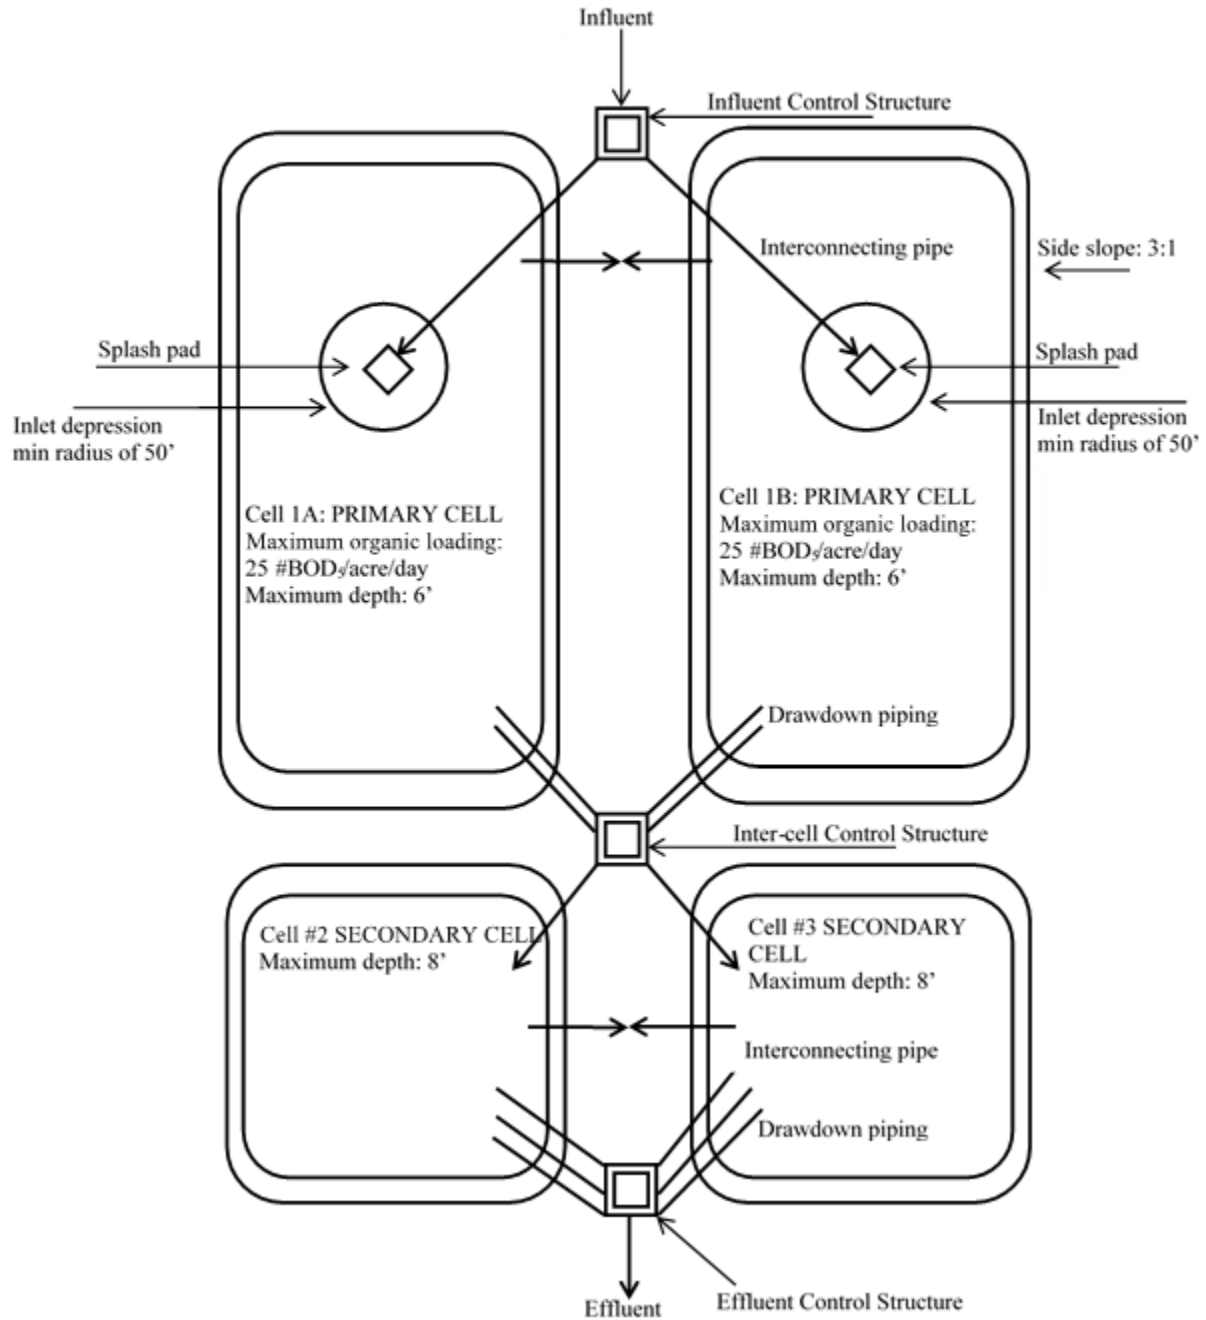 Influent
Influent Control Structure
Interconnecting pipe
Side slope: 3:1
Splash pad
Splash pad
Inlet depression
min radius of 50’
Inlet depression
min radius of 50’
Cell 1A: PRIMARY CELL
Maximum organic loading:
25 #BOD₅/acre/day
Maximum depth: 6’
Cell 1B: PRIMARY CELL
Maximum organic loading:
25 #BOD₅/acre/day
Maximum depth: 6’
Drawdown piping
Inter-cell Control Structure
Cell #2 SECONDARY CELL
Maximum depth: 8’
Cell #3 SECONDARY
CELL
Maximum depth: 8’
Interconnecting pipe
Drawdown piping
Effluent
Effluent Control Structure